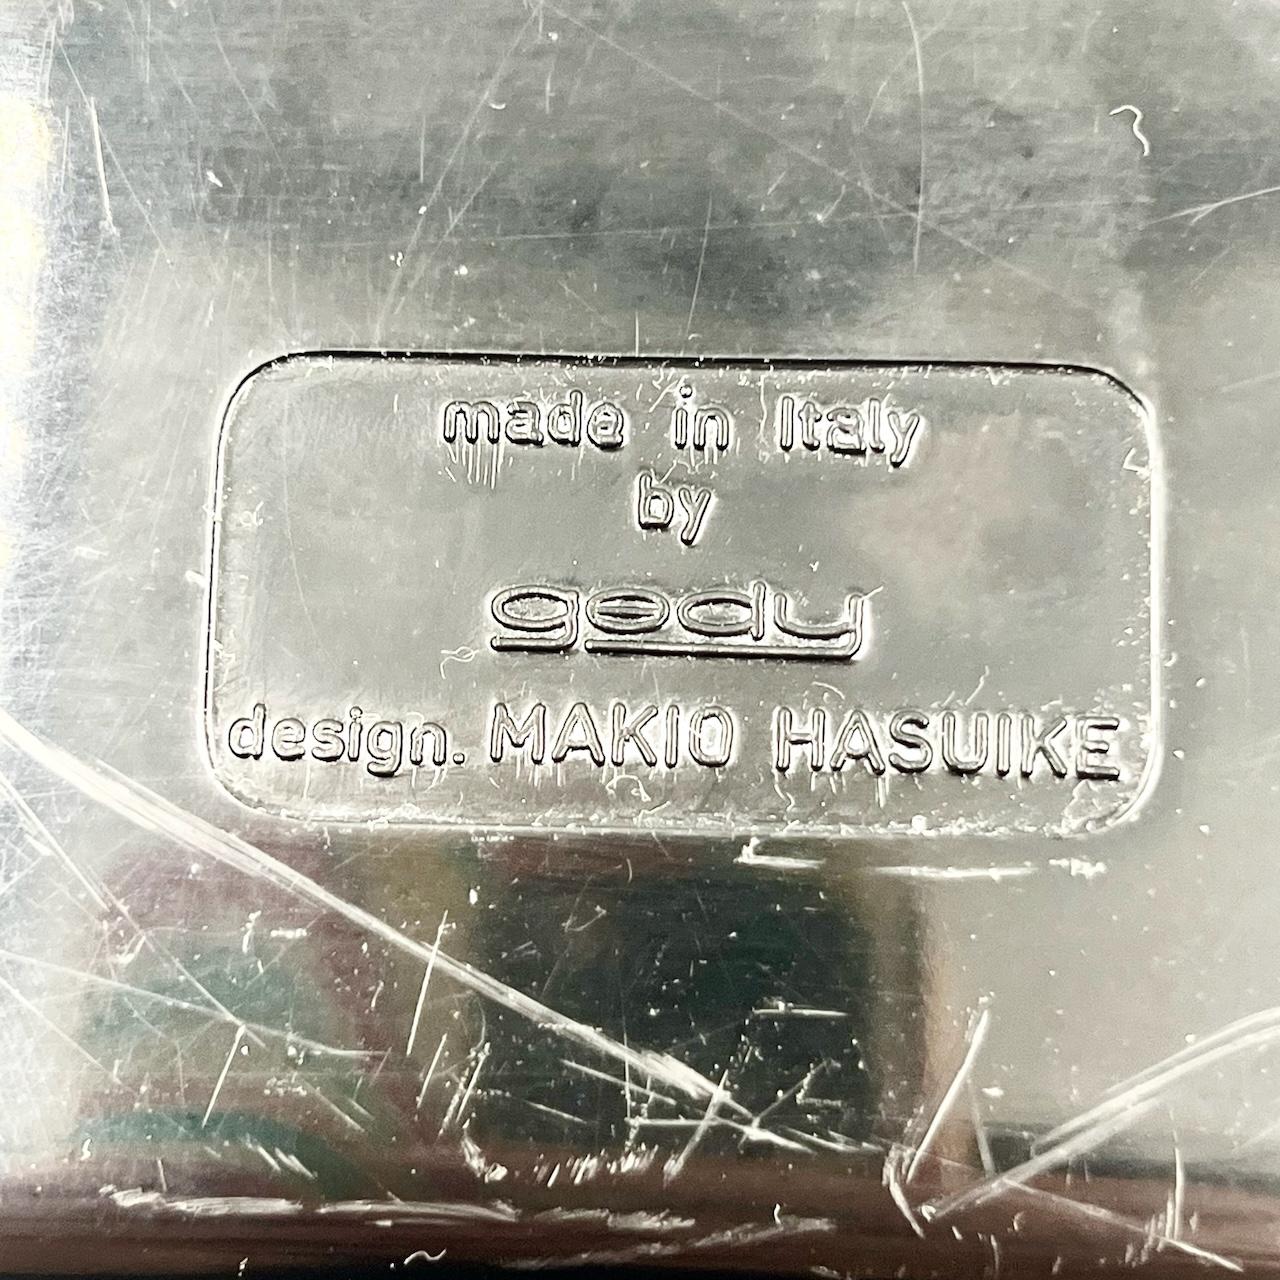 made in Italy
by
gedy
design. MAKIO HASUIKE